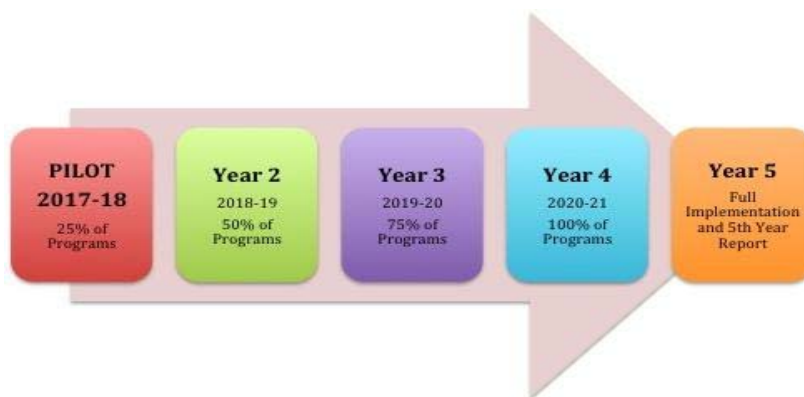 PILOT
2017-18
25% of
Programs
Year 2
2018-19
50% of
Programs
Year 3
2019-20
75% of
Programs
Year 4
2020-21
100% of
Programs
Year 5
Full
Implementation
and 5th Year
Report